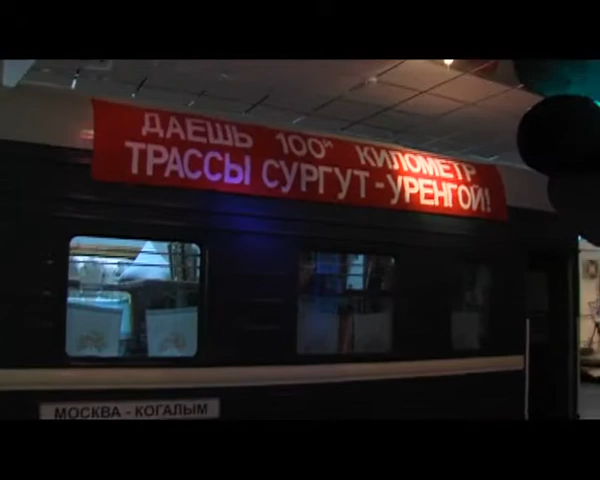 ДАЕШЬ 100й КИЛОМЕТР
ТРАССЫ СУРГУТ-УРЕНГОЙ!
МОСКВА - КОГАЛЫМ